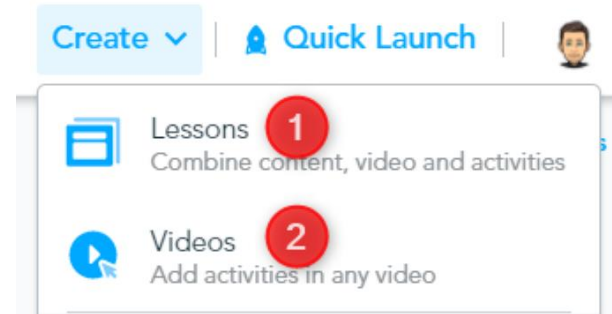 Create Quick Launch
Lessons 1
Combine content, video and activities
s
Videos 2
Add activities in any video